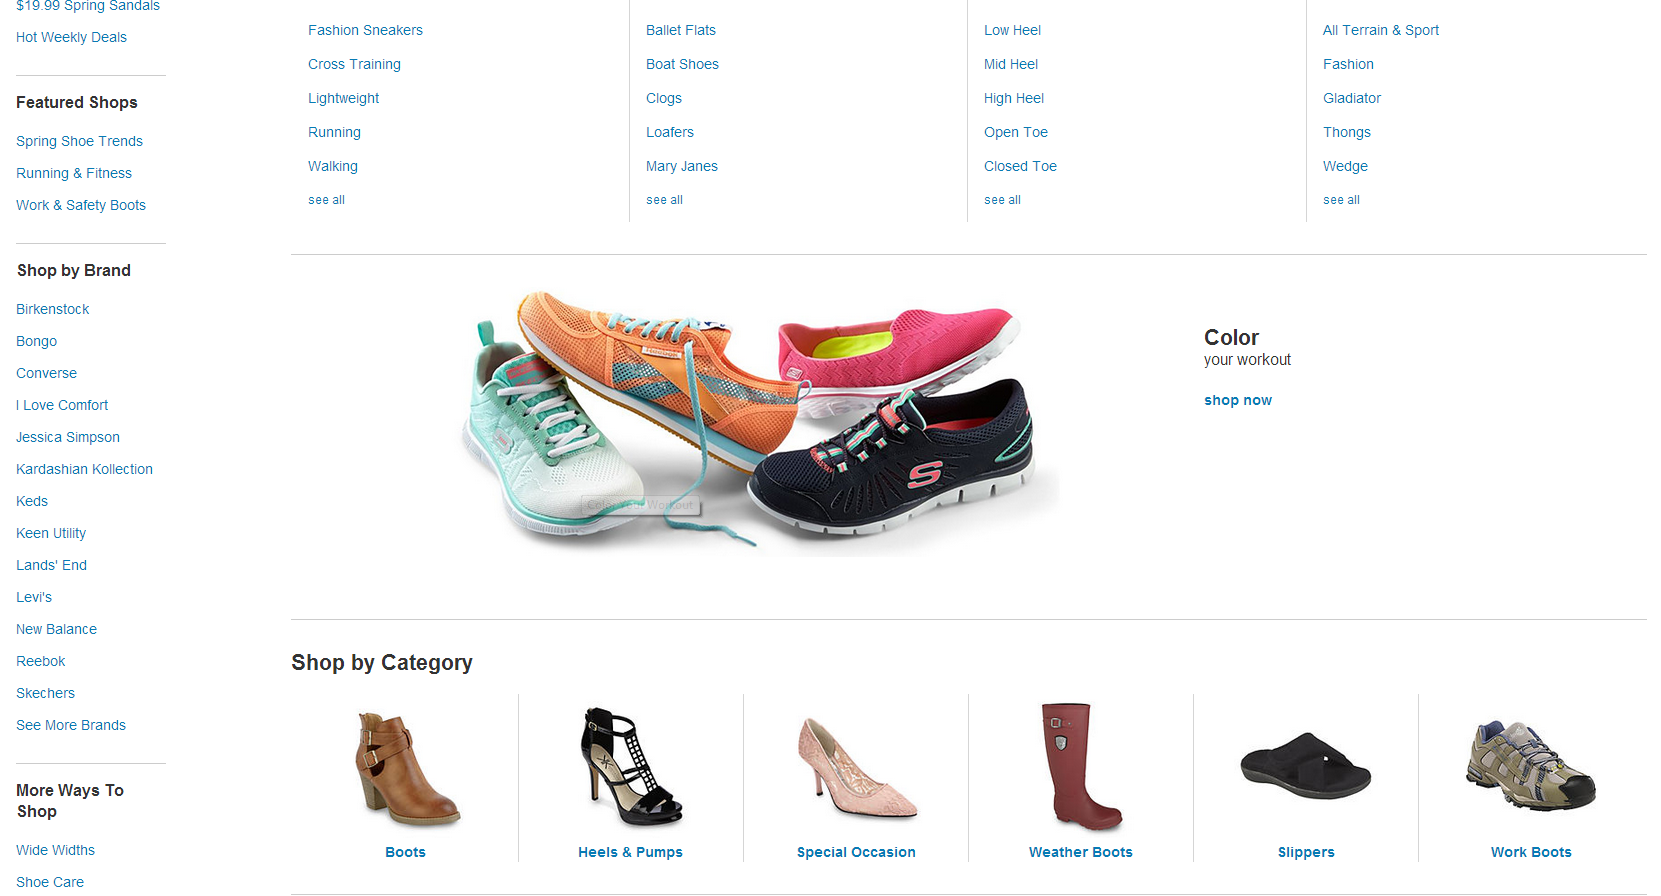 $19.99 Spring Sandals
Hot Weekly Deals
Featured Shops
Spring Shoe Trends
Running & Fitness
Work & Safety Boots
Shop by Brand
Birkenstock
Bongo
Converse
I Love Comfort
Jessica Simpson
Kardashian Kollection
Keds
Keen Utility
Lands' End
Levi's
New Balance
Reebok
Skechers
See More Brands
More Ways To
Shop
Wide Widths
Shoe Care
Fashion Sneakers
Cross Training
Lightweight
Running
Walking
see all
Ballet Flats
Boat Shoes
Clogs
Loafers
Mary Janes
see all
Low Heel
Mid Heel
High Heel
Open Toe
Closed Toe
see all
All Terrain & Sport
Fashion
Gladiator
Thongs
Wedge
see all
Color Your Workout
S
Color
your workout
shop now
Shop by Category
Boots
Heels & Pumps
Special Occasion
Weather Boots
Slippers
Work Boots